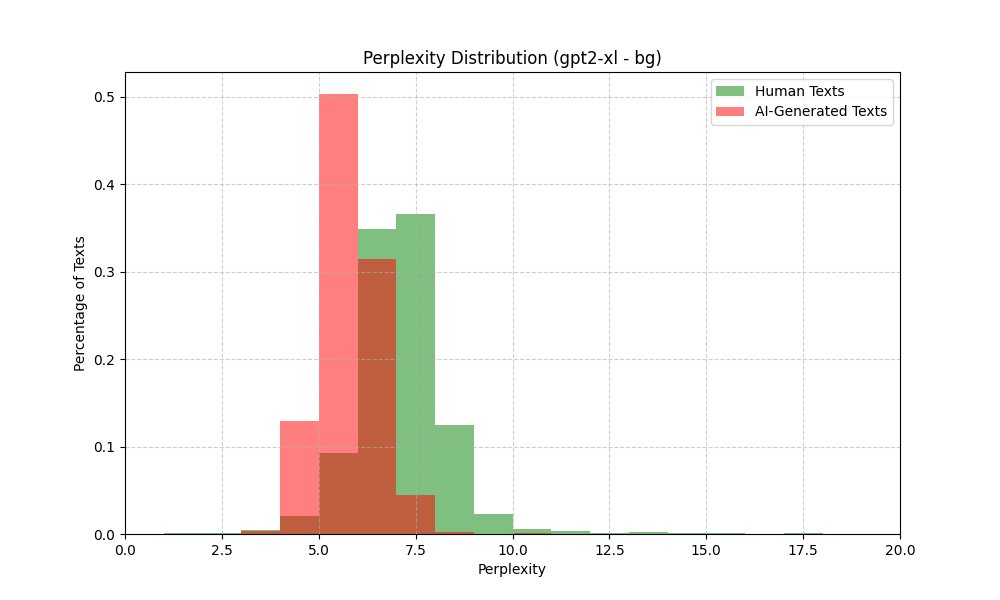 Perplexity Distribution (gpt2-xl - bg)
Human Texts
AI-Generated Texts
Percentage of Texts
0.5
0.4
0.3
0.2
0.1
0.0
0.0 2.5 5.0 7.5 10.0 12.5 15.0 17.5 20.0
Perplexity